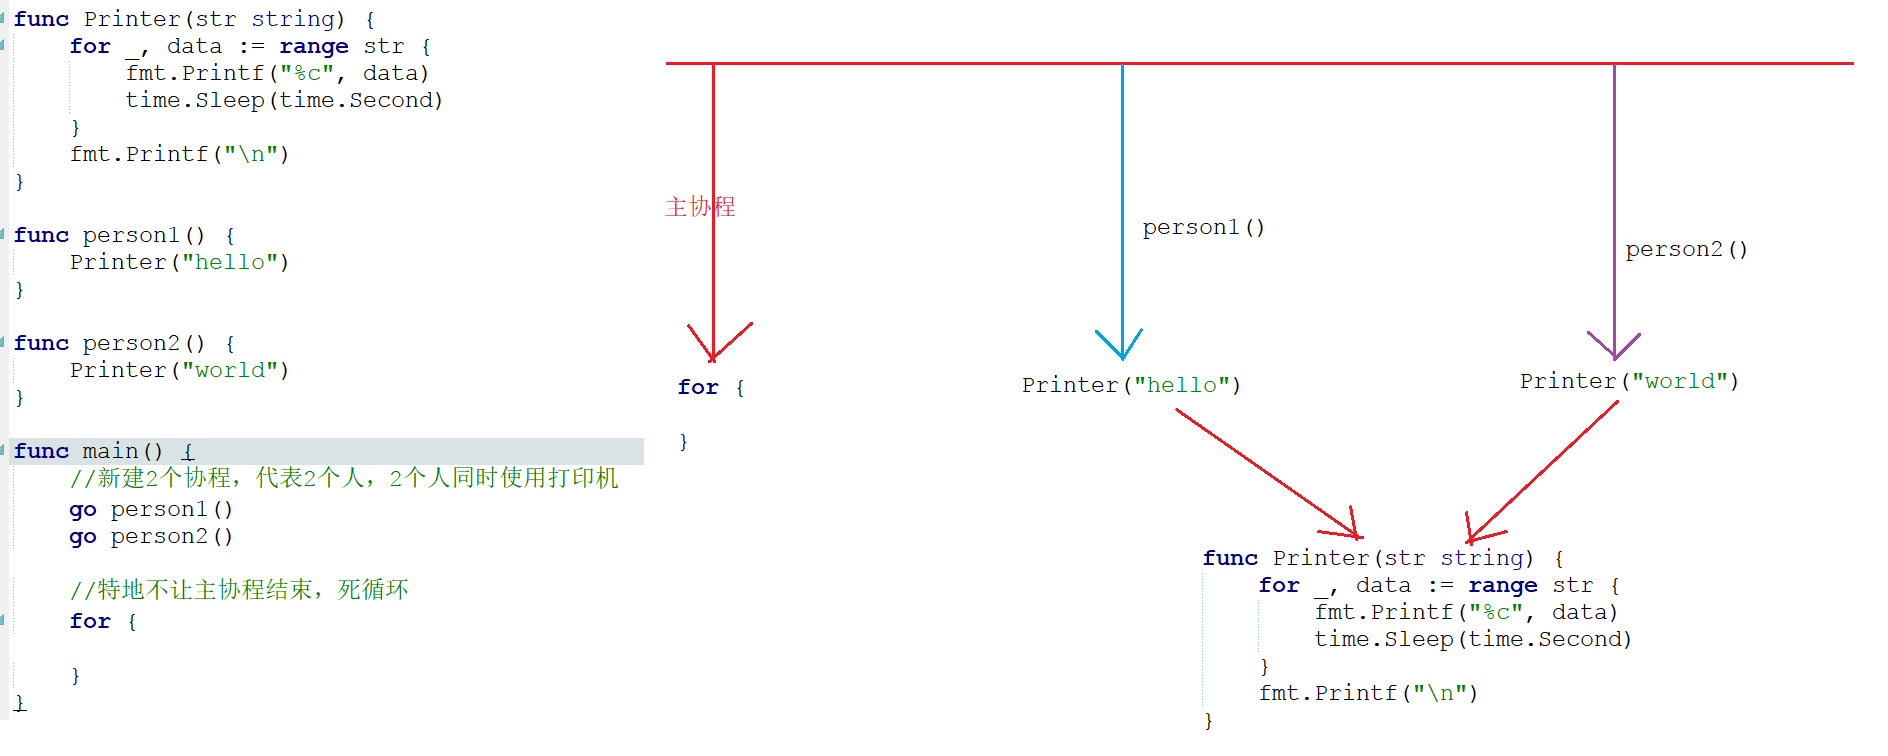 func Printer(str string) {
    for _, data := range str {
        fmt.Printf("%c", data)
        time.Sleep(time.Second)
    }
    fmt.Printf("\n")
}
func person1() {
    Printer("hello")
}
func person2() {
    Printer("world")
}
func main() {
    //新建2个协程，代表2个人，2个人同时使用打印机
    go person1()
    go person2()
    //特地不让主协程结束，死循环
    for {
    }
}
主协程
person1()
person2()
for {
}
Printer("hello")
Printer("world")
func Printer(str string) {
    for _, data := range str {
        fmt.Printf("%c", data)
        time.Sleep(time.Second)
    }
    fmt.Printf("\n")
}